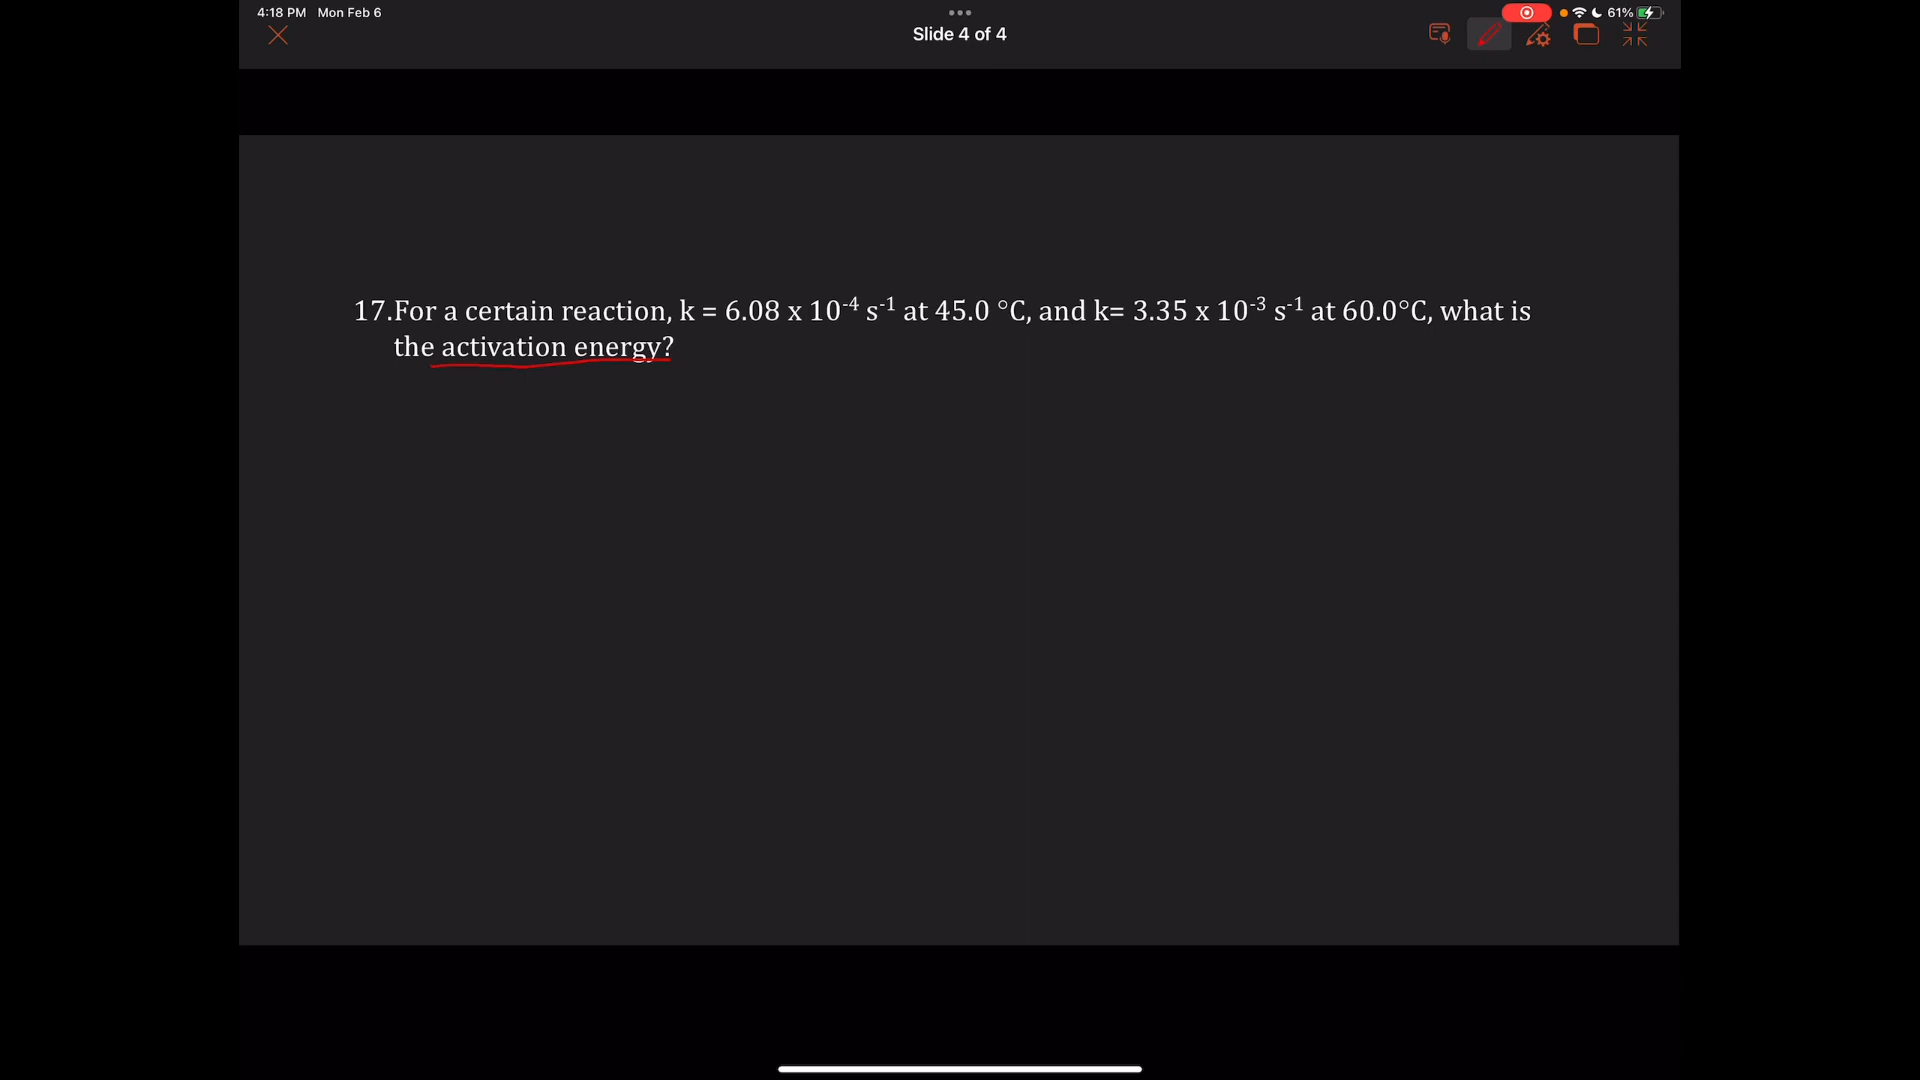 4:18 PM Mon Feb 6
61%
Slide 4 of 4
17.For a certain reaction, k = 6.08 x 10⁻⁴ s⁻¹ at 45.0 °C, and k= 3.35 x 10⁻³ s⁻¹ at 60.0°C, what is
the activation energy?